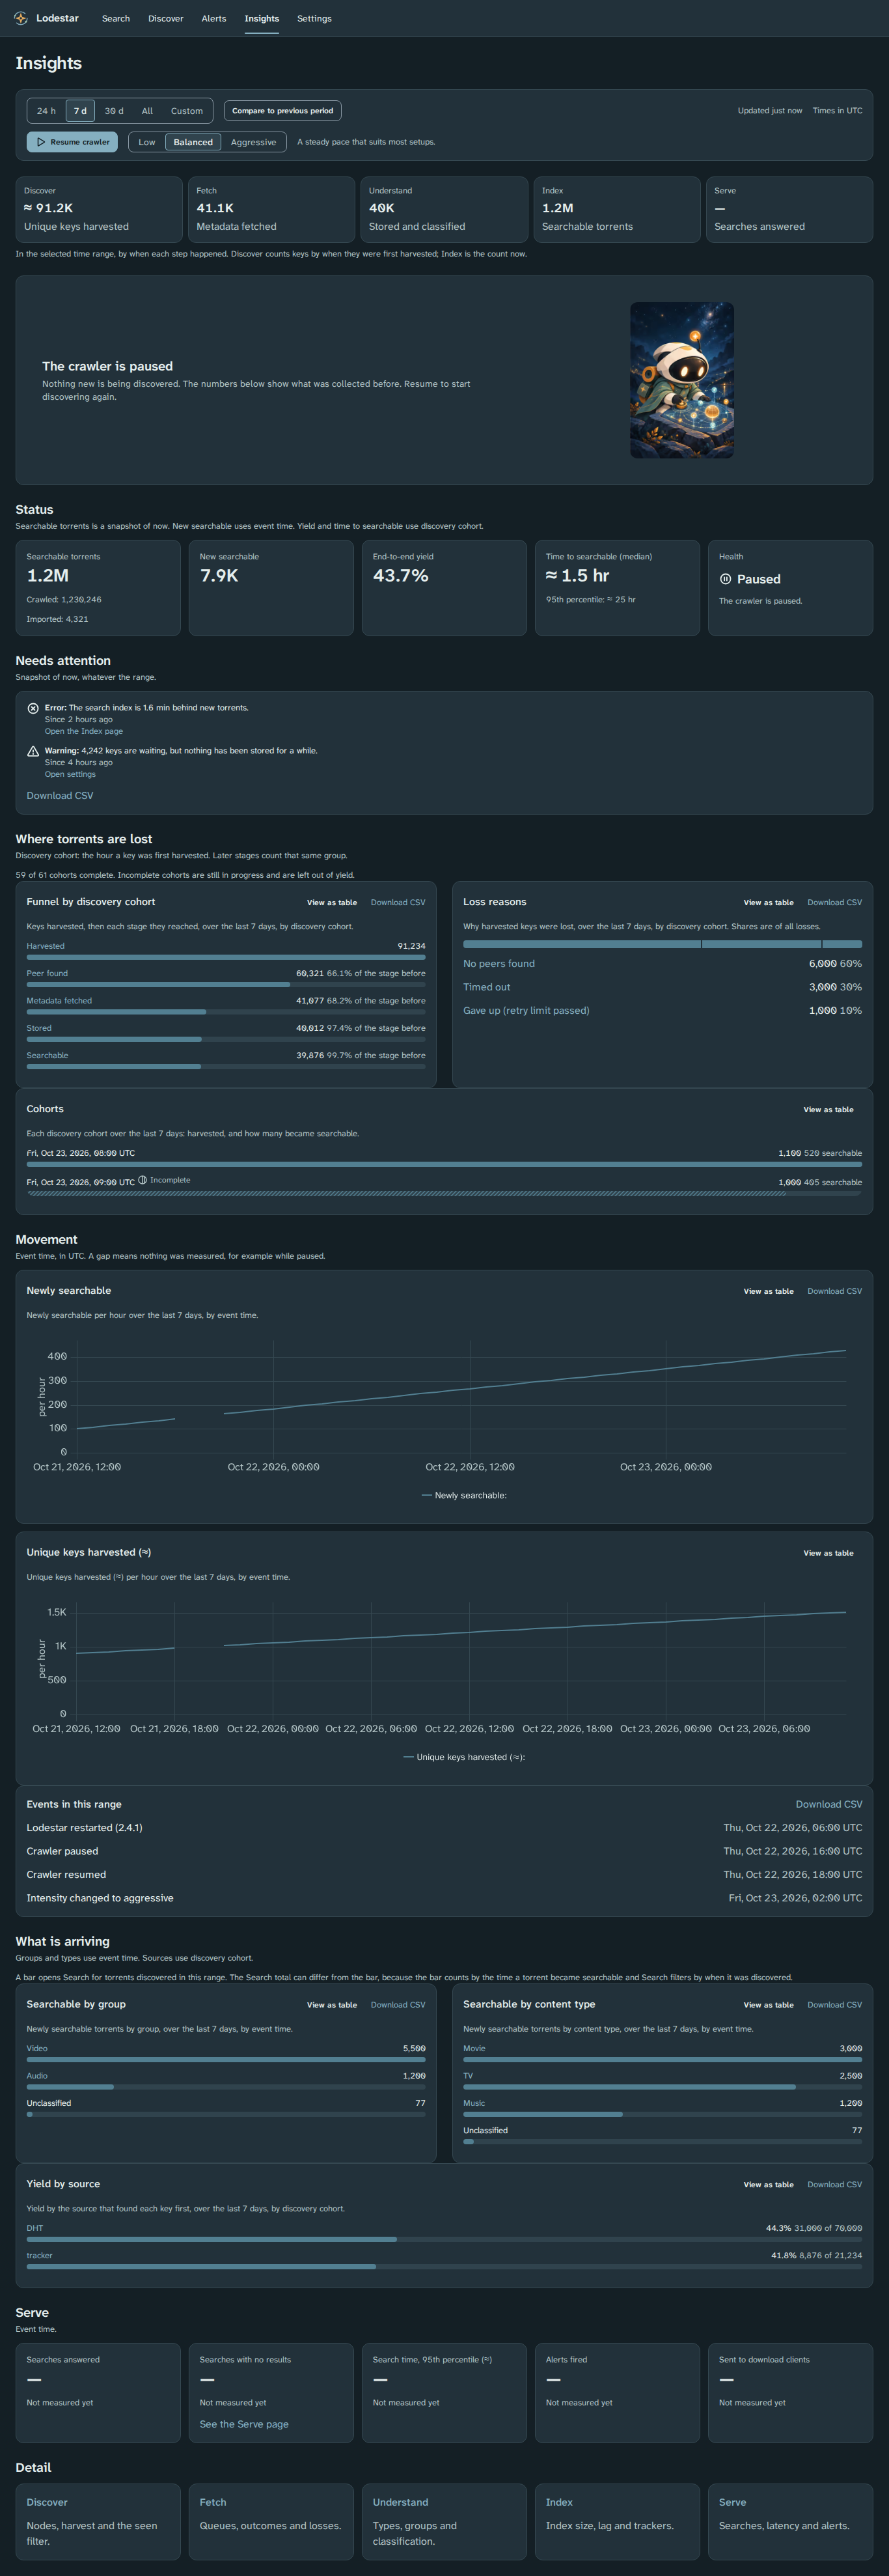 Lodestar Search Discover Alerts Insights Settings
Insights
24 h 7 d 30 d All Custom Compare to previous period Updated just now Times in UTC
Resume crawler Low Balanced Aggressive A steady pace that suits most setups.
Discover Fetch Understand Index Serve
≈ 91.2K 41.1K 40K 1.2M —
Unique keys harvested Metadata fetched Stored and classified Searchable torrents Searches answered
In the selected time range, by when each step happened. Discover counts keys by when they were first harvested; Index is the count now.
The crawler is paused
Nothing new is being discovered. The numbers below show what was collected before. Resume to start
discovering again.
Status
Searchable torrents is a snapshot of now. New searchable uses event time. Yield and time to searchable use discovery cohort.
Searchable torrents New searchable End-to-end yield Time to searchable (median) Health
1.2M 7.9K 43.7% ≈ 1.5 hr Paused
Crawled: 1,230,246 95th percentile: ≈ 25 hr The crawler is paused.
Imported: 4,321
Needs attention
Snapshot of now, whatever the range.
Error: The search index is 1.6 min behind new torrents.
Since 2 hours ago
Open the Index page
Warning: 4,242 keys are waiting, but nothing has been stored for a while.
Since 4 hours ago
Open settings
Download CSV
Where torrents are lost
Discovery cohort: the hour a key was first harvested. Later stages count that same group.
59 of 61 cohorts complete. Incomplete cohorts are still in progress and are left out of yield.
Funnel by discovery cohort View as table Download CSV
Keys harvested, then each stage they reached, over the last 7 days, by discovery cohort.
Harvested 91,234
Peer found 60,321 66.1% of the stage before
Metadata fetched 41,077 68.2% of the stage before
Stored 40,012 97.4% of the stage before
Searchable 39,876 99.7% of the stage before
Loss reasons View as table Download CSV
Why harvested keys were lost, over the last 7 days, by discovery cohort. Shares are of all losses.
No peers found 6,000 60%
Timed out 3,000 30%
Gave up (retry limit passed) 1,000 10%
Cohorts View as table
Each discovery cohort over the last 7 days: harvested, and how many became searchable.
Fri, Oct 23, 2026, 08:00 UTC 1,100 520 searchable
Fri, Oct 23, 2026, 09:00 UTC Incomplete 1,000 405 searchable
Movement
Event time, in UTC. A gap means nothing was measured, for example while paused.
Newly searchable View as table Download CSV
Newly searchable per hour over the last 7 days, by event time.
per hour
400
300
200
100
0
Oct 21, 2026, 12:00 Oct 22, 2026, 00:00 Oct 22, 2026, 12:00 Oct 23, 2026, 00:00
Newly searchable:
Unique keys harvested (≈) View as table
Unique keys harvested (≈) per hour over the last 7 days, by event time.
per hour
1.5K
1K
500
0
Oct 21, 2026, 12:00 Oct 21, 2026, 18:00 Oct 22, 2026, 00:00 Oct 22, 2026, 06:00 Oct 22, 2026, 12:00 Oct 22, 2026, 18:00 Oct 23, 2026, 00:00 Oct 23, 2026, 06:00
Unique keys harvested (≈):
Events in this range Download CSV
Lodestar restarted (2.4.1) Thu, Oct 22, 2026, 06:00 UTC
Crawler paused Thu, Oct 22, 2026, 16:00 UTC
Crawler resumed Thu, Oct 22, 2026, 18:00 UTC
Intensity changed to aggressive Fri, Oct 23, 2026, 02:00 UTC
What is arriving
Groups and types use event time. Sources use discovery cohort.
A bar opens Search for torrents discovered in this range. The Search total can differ from the bar, because the bar counts by the time a torrent became searchable and Search filters by when it was discovered.
Searchable by group View as table Download CSV
Newly searchable torrents by group, over the last 7 days, by event time.
Video 5,500
Audio 1,200
Unclassified 77
Searchable by content type View as table Download CSV
Newly searchable torrents by content type, over the last 7 days, by event time.
Movie 3,000
TV 2,500
Music 1,200
Unclassified 77
Yield by source View as table Download CSV
Yield by the source that found each key first, over the last 7 days, by discovery cohort.
DHT 44.3% 31,000 of 70,000
tracker 41.8% 8,876 of 21,234
Serve
Event time.
Searches answered Searches with no results Search time, 95th percentile (≈) Alerts fired Sent to download clients
— — — — —
Not measured yet Not measured yet Not measured yet Not measured yet Not measured yet
See the Serve page
Detail
Discover Fetch Understand Index Serve
Nodes, harvest and the seen Queues, outcomes and losses. Types, groups and Index size, lag and trackers. Searches, latency and alerts.
filter. classification.